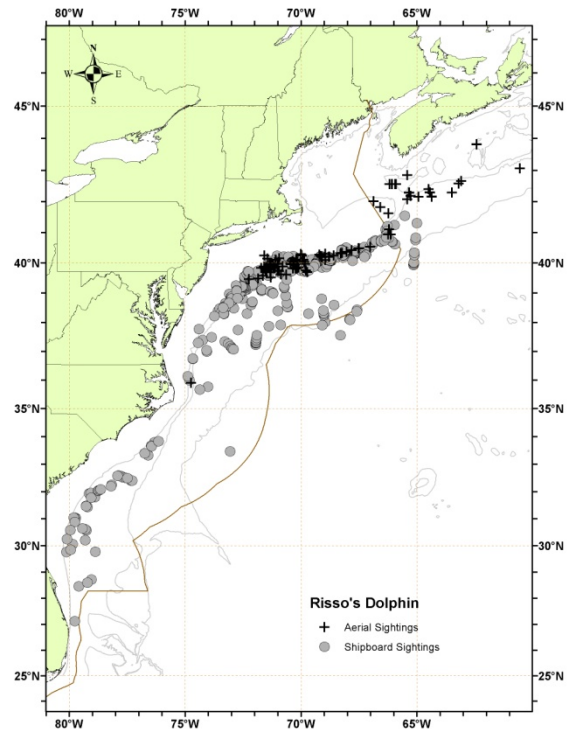 80°W 75°W 70°W 65°W
N
W E
S
45°N 45°N
40°N 40°N
35°N 35°N
30°N 30°N
Risso's Dolphin
Aerial Sightings
Shipboard Sightings
25°N 25°N
80°W 75°W 70°W 65°W